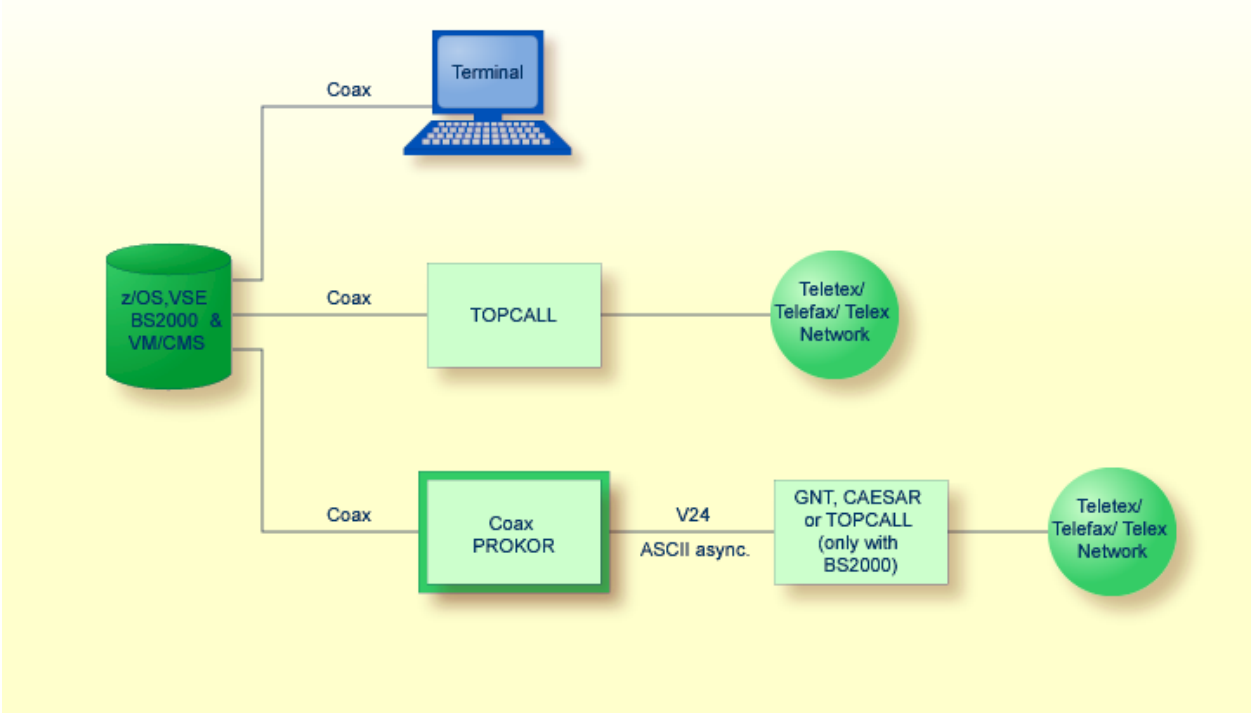 Terminal
Coax
z/OS,VSE
BS2000 &
VM/CMS
Coax
TOPCALL
Teletex/
Telefax/ Telex
Network
Coax
Coax
PROKOR
V24
ASCII async.
GNT, CAESAR
or TOPCALL
(only with
BS2000)
Teletex/
Telefax/ Telex
Network